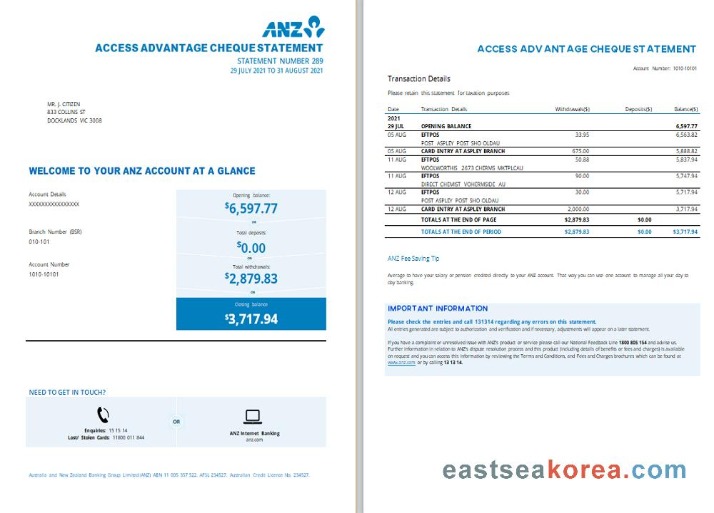 ANZ
ACCESS ADVANTAGE CHEQUE STATEMENT
STATEMENT NUMBER 289
29 JULY 2021 TO 31 AUGUST 2021
MR. J. CITIZEN
833 COLLINS ST
DOCKLANDS VIC 3008
WELCOME TO YOUR ANZ ACCOUNT AT A GLANCE
Account Details
XXXXXXXXXXXXXXXX
Branch Number (BSB)
010-101
Account Number
1010-10101
Opening balance:
$6,597.77
Total deposits:
$0.00
Total withdrawals:
$2,879.83
Closing balance
$3,717.94
NEED TO GET IN TOUCH?
Enquiries: 13 13 14
Lost/ Stolen Cards: 11800 011 844
OR
ANZ Internet Banking
anz.com
Australia and New Zealand Banking Group Limited (ANZ) ABN 11 005 357 522. AFSL 234527. Australian Credit License No. 234527.
ACCESS ADVANTAGE CHEQUE STATEMENT
Account Number: 1010-10101
Transaction Details
Please retain this statement for taxation purposes
Date Transaction Details Withdrawals($) Deposits($) Balance($)
2021
29 JUL OPENING BALANCE 6,597.77
05 AUG EFTPOS 33.95 6,563.82
POST ASPLEY POST SHO OLDAU
05 AUG CARD ENTRY AT ASPLEY BRANCH 675.00 5,888.82
11 AUG EFTPOS 50.88 5,837.94
WOOLWORTHS 2673 CHERMS MKTPLCAU
11 AUG EFTPOS 90.00 5,747.94
DIRECT CHEMIST VOHERMSIDE AU
12 AUG EFTPOS 30.00 5,717.94
POST ASPLEY POST SHO OLDAU
12 AUG CARD ENTRY AT ASPLEY BRANCH 2,000.00 3,717.94
TOTALS AT THE END OF PAGE $2,879.83 $0.00
TOTALS AT THE END OF PERIOD $2,879.83 $0.00 $3,717.94
ANZ Fee Saving Tip
Average to have your salary or pension credited directly to your ANZ account. That way you can use one account to manage all your day to
day banking.
IMPORTANT INFORMATION
Please check the entries and call 131314 regarding any errors on this statement.
All entries generated are subject to authorisation and verification and if necessary, adjustments will appear on a later statement.
If you have a complaint or unresolved issue with ANZ's product or service please call our National Feedback Line 1800 805 154 and advise us.
Further information in relation to ANZ's dispute resolution process and this product (including details of benefits or fees and charges) is available
on request and you can access this information by reviewing the Terms and Conditions, and Fees and Charges brochures which can be found at
www.anz.com or by calling 13 13 14.
eastseakorea.com